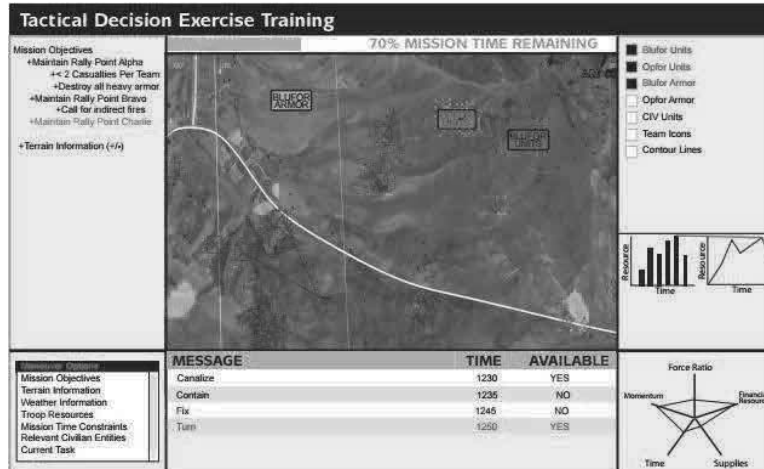 Tactical Decision Exercise Training
70% MISSION TIME REMAINING
Mission Objectives
+Maintain Rally Point Alpha
+< 2 Casualties Per Team
+Destroy all heavy armor
+Maintain Rally Point Bravo
+Call for indirect fires
+Maintain Rally Point Charlie
+Terrain Information (+/-)
BLUFOR
ARMOR
BLUFOR
UNITS
Blufor Units
Opfor Units
Blufor Armor
Opfor Armor
CIV Units
Team Icons
Contour Lines
Resource
Time
Resource
Time
Maneuver Options
Mission Objectives
Terrain Information
Weather Information
Troop Resources
Mission Time Constraints
Relevant Civilian Entities
Current Task
MESSAGE TIME AVAILABLE
Canalize 1230 YES
Contain 1235 NO
Fix 1245 NO
Turn 1250 YES
Force Ratio
Momentum
Financial
Resour
Time
Supplies